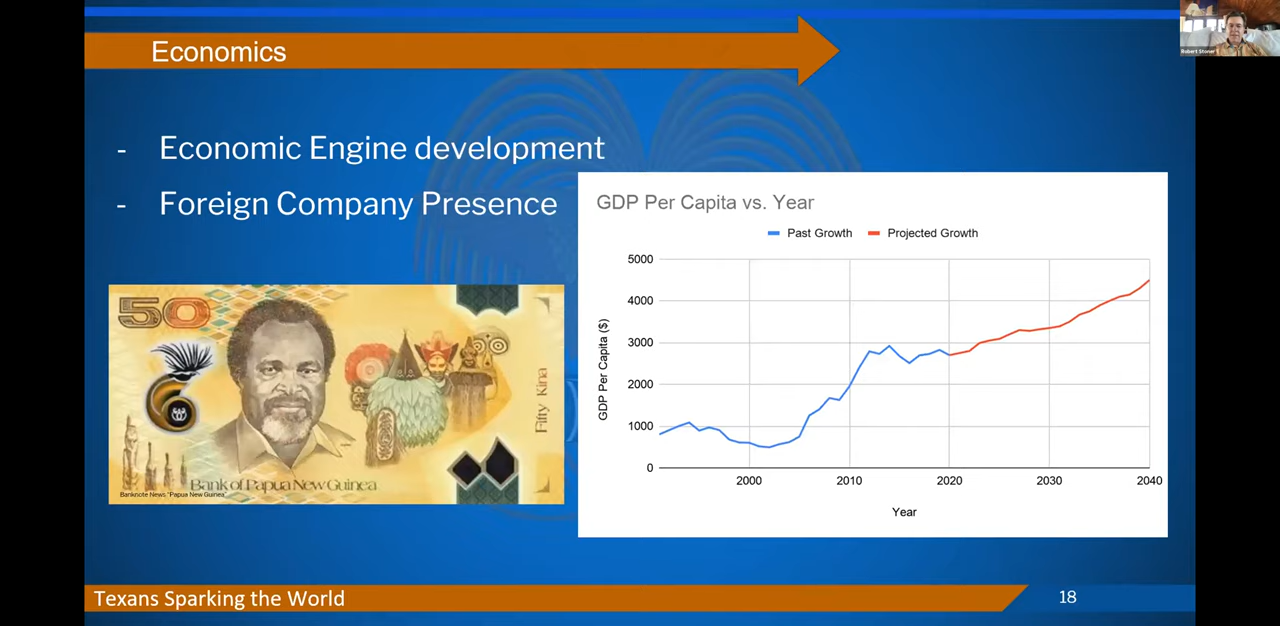 Economics
Robert Stoner
- Economic Engine development
- Foreign Company Presence
GDP Per Capita vs. Year
Past Growth
Projected Growth
5000
4000
3000
2000
1000
0
GDP Per Capita ($)
2000
2010
2020
2030
2040
Year
50
Fifty Kina
Bank of Papua New Guinea
Banknote News "Papua New Guinea"
Texans Sparking the World
18